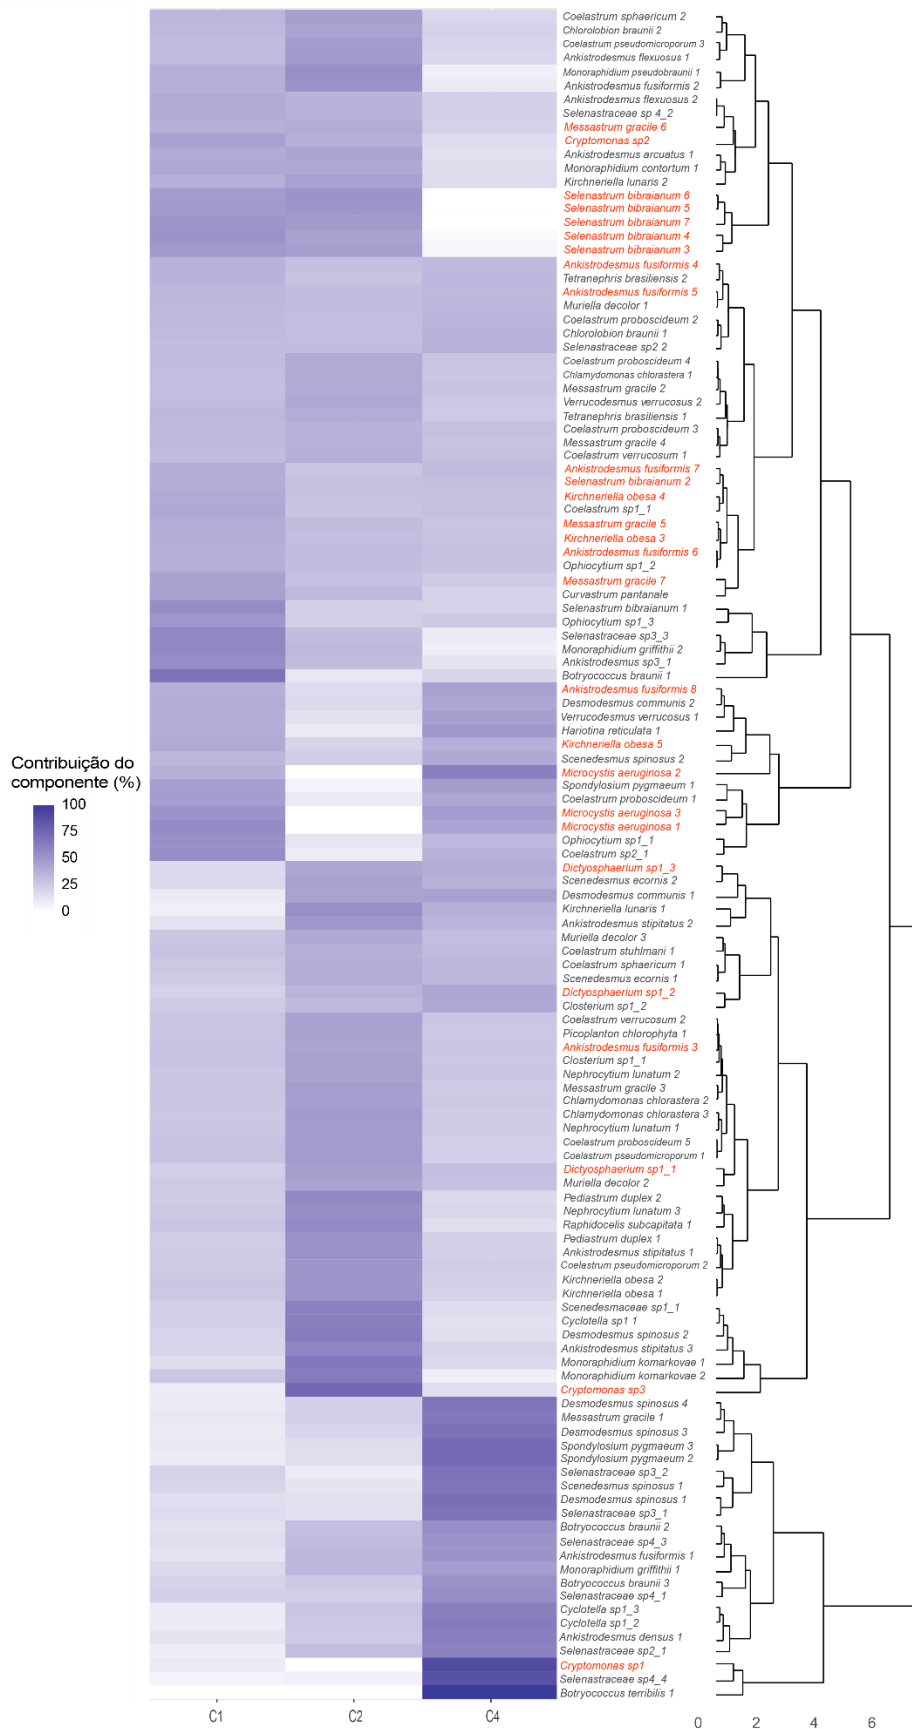 Coelastrum sphaericum 2
Chlorolobion braunii 2
Coelastrum pseudomicroporum 3
Ankistrodesmus flexuosus 1
Monoraphidium pseudobraunii 1
Ankistrodesmus fusiformis 2
Ankistrodesmus flexuosus 2
Selenastraceae sp 4_2
Messastrum gracile 6
Cryptomonas sp2
Ankistrodesmus arcuatus 1
Monoraphidium contortum 1
Kirchneriella lunaris 2
Selenastrum bibraianum 6
Selenastrum bibraianum 5
Selenastrum bibraianum 7
Selenastrum bibraianum 4
Selenastrum bibraianum 3
Ankistrodesmus fusiformis 4
Tetranephris brasiliensis 2
Ankistrodesmus fusiformis 5
Muriella decolor 1
Coelastrum proboscideum 2
Chlorolobion braunii 1
Selenastraceae sp2 2
Coelastrum proboscideum 4
Chlamydomonas chlorastera 1
Messastrum gracile 2
Verrucodesmus verrucosus 2
Tetranephris brasiliensis 1
Coelastrum proboscideum 3
Messastrum gracile 4
Coelastrum verrucosum 1
Ankistrodesmus fusiformis 7
Selenastrum bibraianum 2
Kirchneriella obesa 4
Coelastrum sp1_1
Messastrum gracile 5
Kirchneriella obesa 3
Ankistrodesmus fusiformis 6
Ophiocytium sp1_2
Messastrum gracile 7
Curvastrum pantanale
Selenastrum bibraianum 1
Ophiocytium sp1_3
Selenastraceae sp3_3
Monoraphidium griffithii 2
Ankistrodesmus sp3_1
Botryococcus braunii 1
Ankistrodesmus fusiformis 8
Desmodesmus communis 2
Verrucodesmus verrucosus 1
Hariotina reticulata 1
Kirchneriella obesa 5
Scenedesmus spinosus 2
Microcystis aeruginosa 2
Spondylosium pygmaeum 1
Coelastrum proboscideum 1
Microcystis aeruginosa 3
Microcystis aeruginosa 1
Ophiocytium sp1_1
Coelastrum sp2_1
Dictyosphaerium sp1_3
Scenedesmus ecornis 2
Desmodesmus communis 1
Kirchneriella lunaris 1
Ankistrodesmus stipitatus 2
Muriella decolor 3
Coelastrum stuhlmani 1
Coelastrum sphaericum 1
Scenedesmus ecornis 1
Dictyosphaerium sp1_2
Closterium sp1_2
Coelastrum verrucosum 2
Picoplanton chlorophyta 1
Ankistrodesmus fusiformis 3
Closterium sp1_1
Nephrocytium lunatum 2
Messastrum gracile 3
Chlamydomonas chlorastera 2
Chlamydomonas chlorastera 3
Nephrocytium lunatum 1
Coelastrum proboscideum 5
Coelastrum pseudomicroporum 1
Dictyosphaerium sp1_1
Muriella decolor 2
Pediastrum duplex 2
Nephrocytium lunatum 3
Raphidocelis subcapitata 1
Pediastrum duplex 1
Ankistrodesmus stipitatus 1
Coelastrum pseudomicroporum 2
Kirchneriella obesa 2
Kirchneriella obesa 1
Scenedesmaceae sp1_1
Cyclotella sp1 1
Desmodesmus spinosus 2
Ankistrodesmus stipitatus 3
Monoraphidium komarkovae 1
Monoraphidium komarkovae 2
Cryptomonas sp3
Desmodesmus spinosus 4
Messastrum gracile 1
Desmodesmus spinosus 3
Spondylosium pygmaeum 3
Spondylosium pygmaeum 2
Selenastraceae sp3_2
Scenedesmus spinosus 1
Desmodesmus spinosus 1
Selenastraceae sp3_1
Botryococcus braunii 2
Selenastraceae sp4_3
Ankistrodesmus fusiformis 1
Monoraphidium griffithii 1
Botryococcus braunii 3
Selenastraceae sp4_1
Cyclotella sp1_3
Cyclotella sp1_2
Ankistrodesmus densus 1
Selenastraceae sp2_1
Cryptomonas sp1
Selenastraceae sp4_4
Botryococcus terribilis 1
Contribuição do
componente (%)
100
75
50
25
0
C1 C2 C4
0 2 4 6